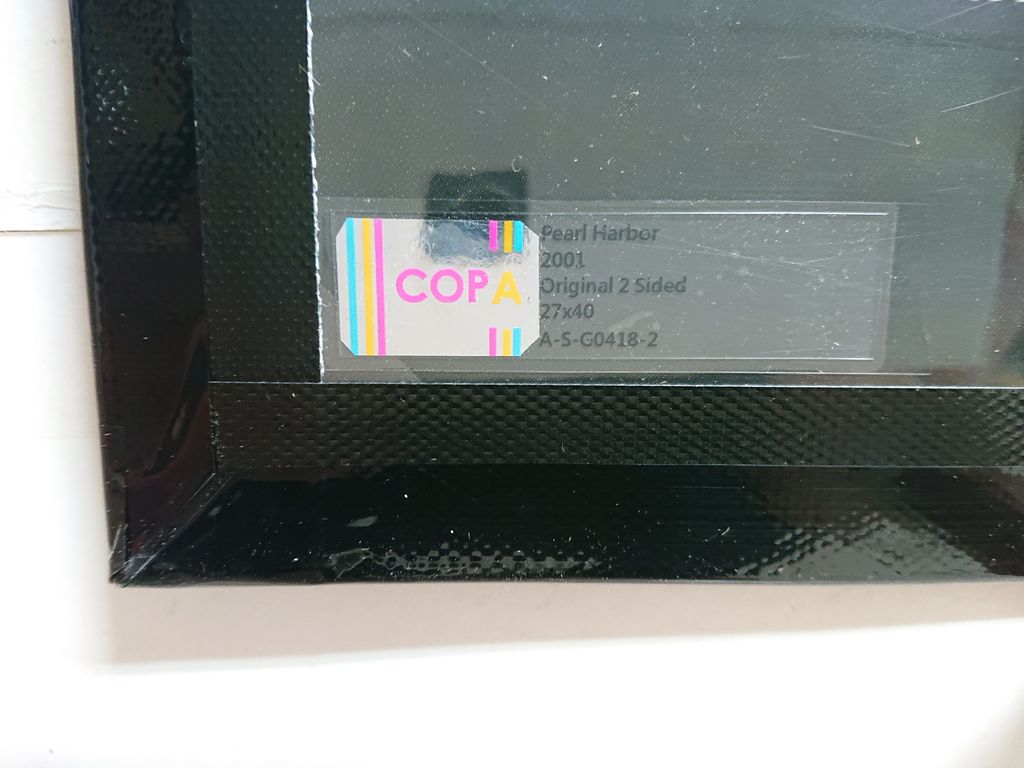 COPA
Pearl Harbor
2001
Original 2 Sided
27x40
A-S-G0418-2